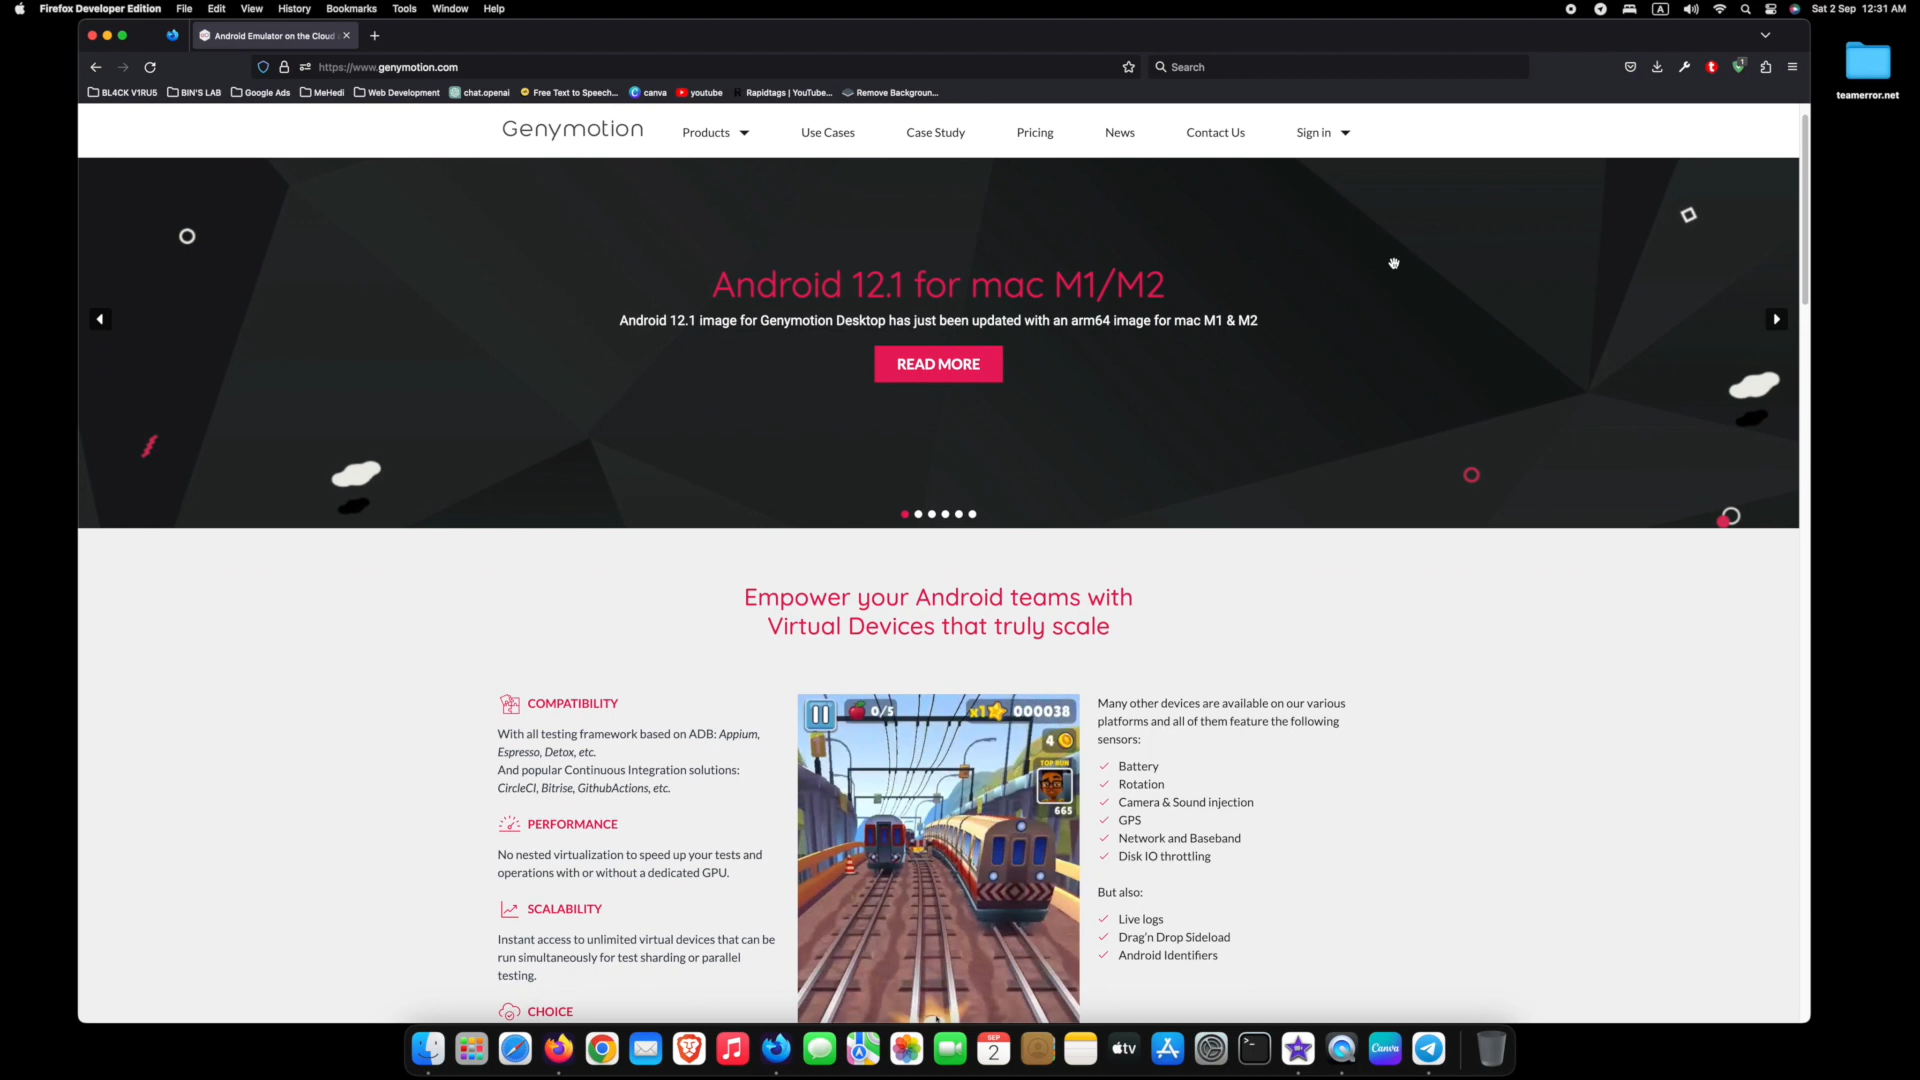 Firefox Developer Edition File Edit View History Bookmarks Tools Window Help
A Sat 2 Sep 12:31 AM
Android Emulator on the Cloud
https://www.genymotion.com
Search
BL4CK V1RU5 BIN'S LAB Google Ads MeHedi Web Development chat.openai Free Text to Speech... canva youtube Rapidtags | YouTube... Remove Backgroun...
teamerror.net
Genymotion Products Use Cases Case Study Pricing News Contact Us Sign in
Android 12.1 for mac M1/M2
Android 12.1 image for Genymotion Desktop has just been updated with an arm64 image for mac M1 & M2
READ MORE
Empower your Android teams with
Virtual Devices that truly scale
COMPATIBILITY
With all testing framework based on ADB: Appium,
Espresso, Detox, etc.
And popular Continuous Integration solutions:
CircleCI, Bitrise, GithubActions, etc.
PERFORMANCE
No nested virtualization to speed up your tests and
operations with or without a dedicated GPU.
SCALABILITY
Instant access to unlimited virtual devices that can be
run simultaneously for test sharding or parallel
testing.
CHOICE
0/5 x1 000038
4
TOP RUN
665
Many other devices are available on our various
platforms and all of them feature the following
sensors:
Battery
Rotation
Camera & Sound injection
GPS
Network and Baseband
Disk IO throttling
But also:
Live logs
Drag'n Drop Sideload
Android Identifiers
SEP
2
tv
Canva